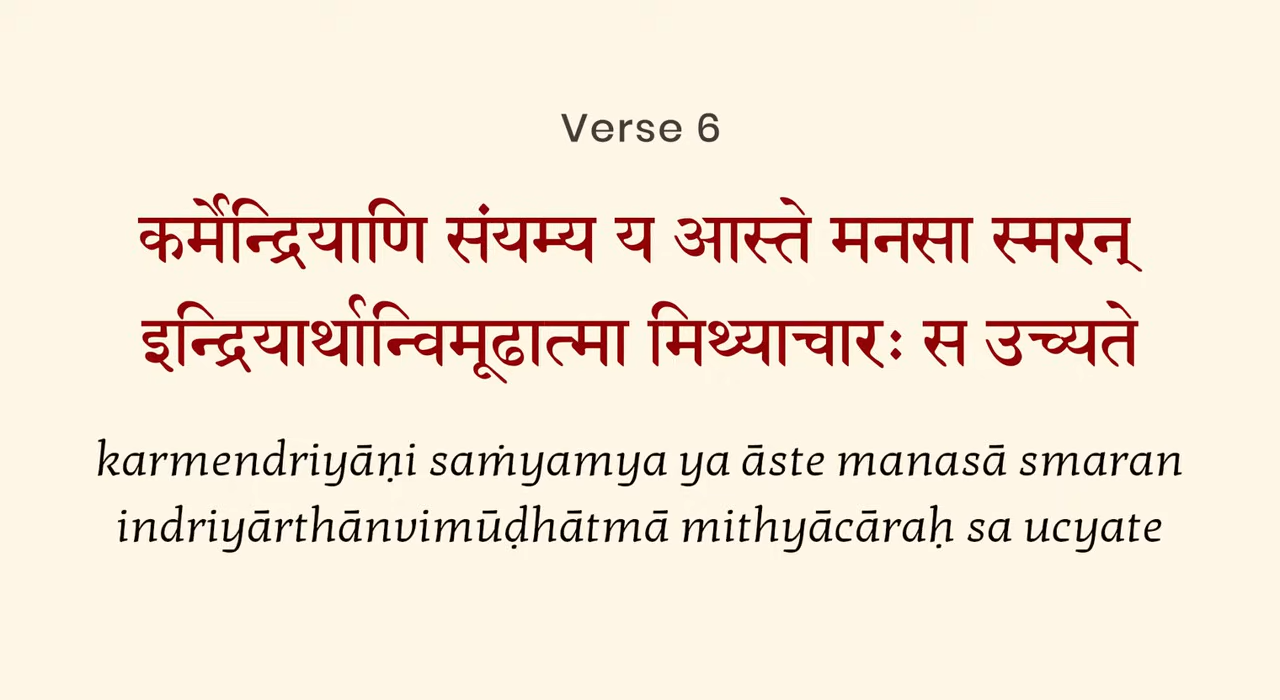 Verse 6
कर्मेन्द्रियाणि संयम्य य आस्ते मनसा स्मरन्
इन्द्रियार्थान्विमूढात्मा मिथ्याचारः स उच्यते
karmendriyāṇi saṁyamya ya āste manasā smaran
indriyārthānvimūḍhātmā mithyācāraḥ sa ucyate